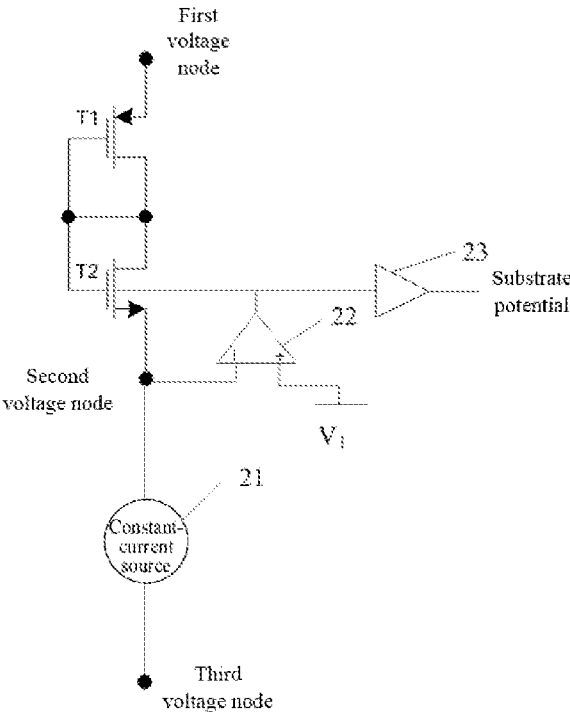 First
voltage
node
T1
T2
23
Substrate
potential
22
Second
voltage node
V1
21
Constant-
current
source
Third
voltage node